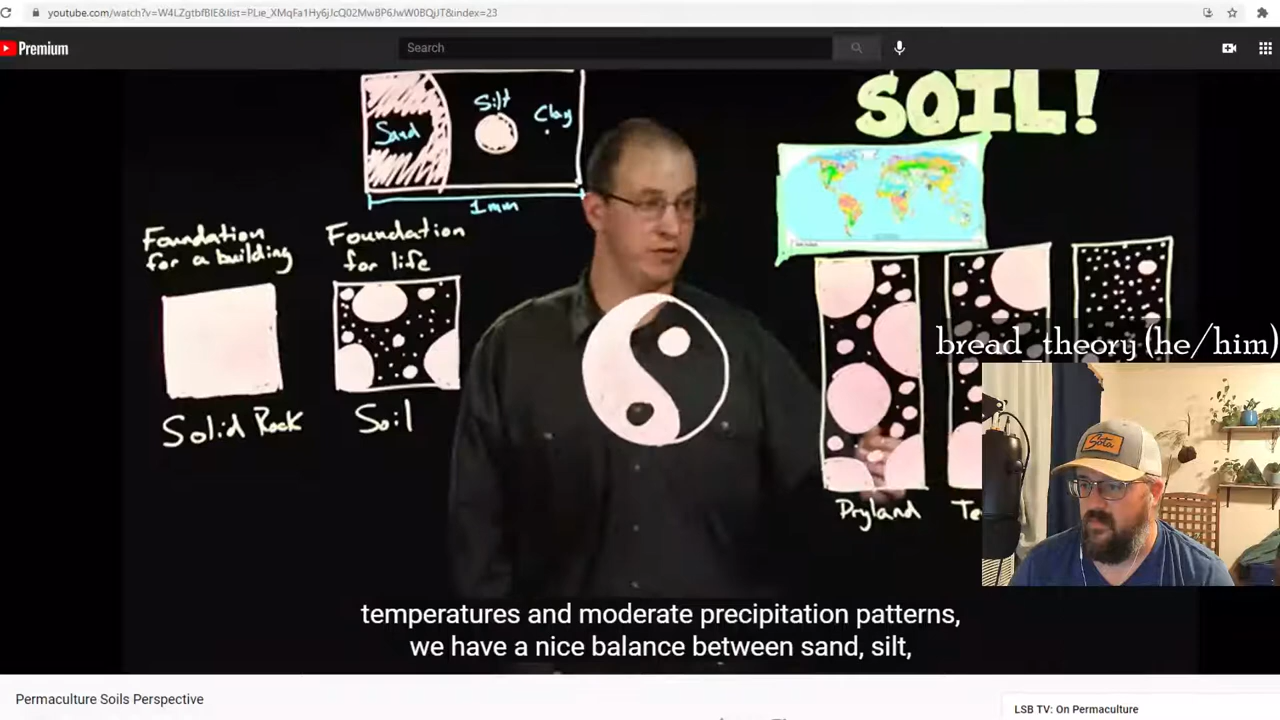 youtube.com/watch?v=W4LZgtbfBlE&list=PLie_XMqFa1Hy6jJcQ02MwBP6JwW0BQjJT&index=23
Premium
Search
SOIL!
Sand
Silt
Clay
1mm
Foundation
for a building
Foundation
for life
Solid Rock
Soil
Dryland
bread_theory (he/him)
Sota
temperatures and moderate precipitation patterns,
we have a nice balance between sand, silt,
Permaculture Soils Perspective
LSB TV: On Permaculture